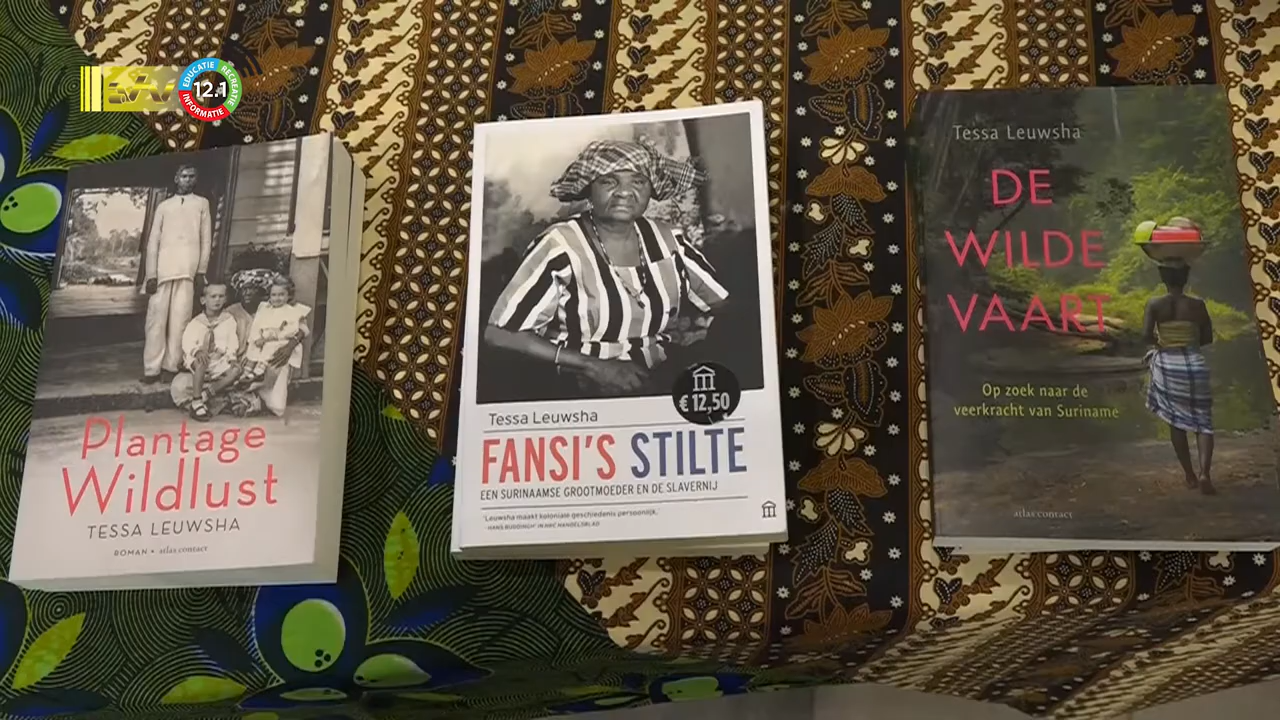 EDUCATIE
RECREATIE
INFORMATIE
12.1
Plantage
Wildlust
TESSA LEUWSHA
ROMAN • atlas contact
€ 12,50
Tessa Leuwsha
FANSI'S STILTE
EEN SURINAAMSE GROOTMOEDER EN DE SLAVERNIJ
'Leuwsha maakt koloniale geschiedenis persoonlijk.'
- HANS BUDDINGH' IN NRC HANDELSBLAD
Tessa Leuwsha
DE
WILDE
VAART
Op zoek naar de
veerkracht van Suriname
atlas contact